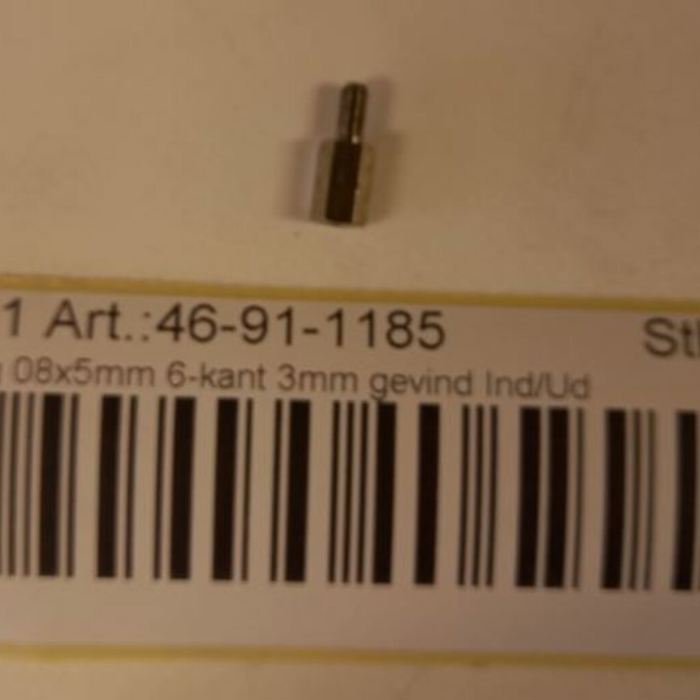 1 Art.:46-91-1185
08x5mm 6-kant 3mm gevind Ind/Ud